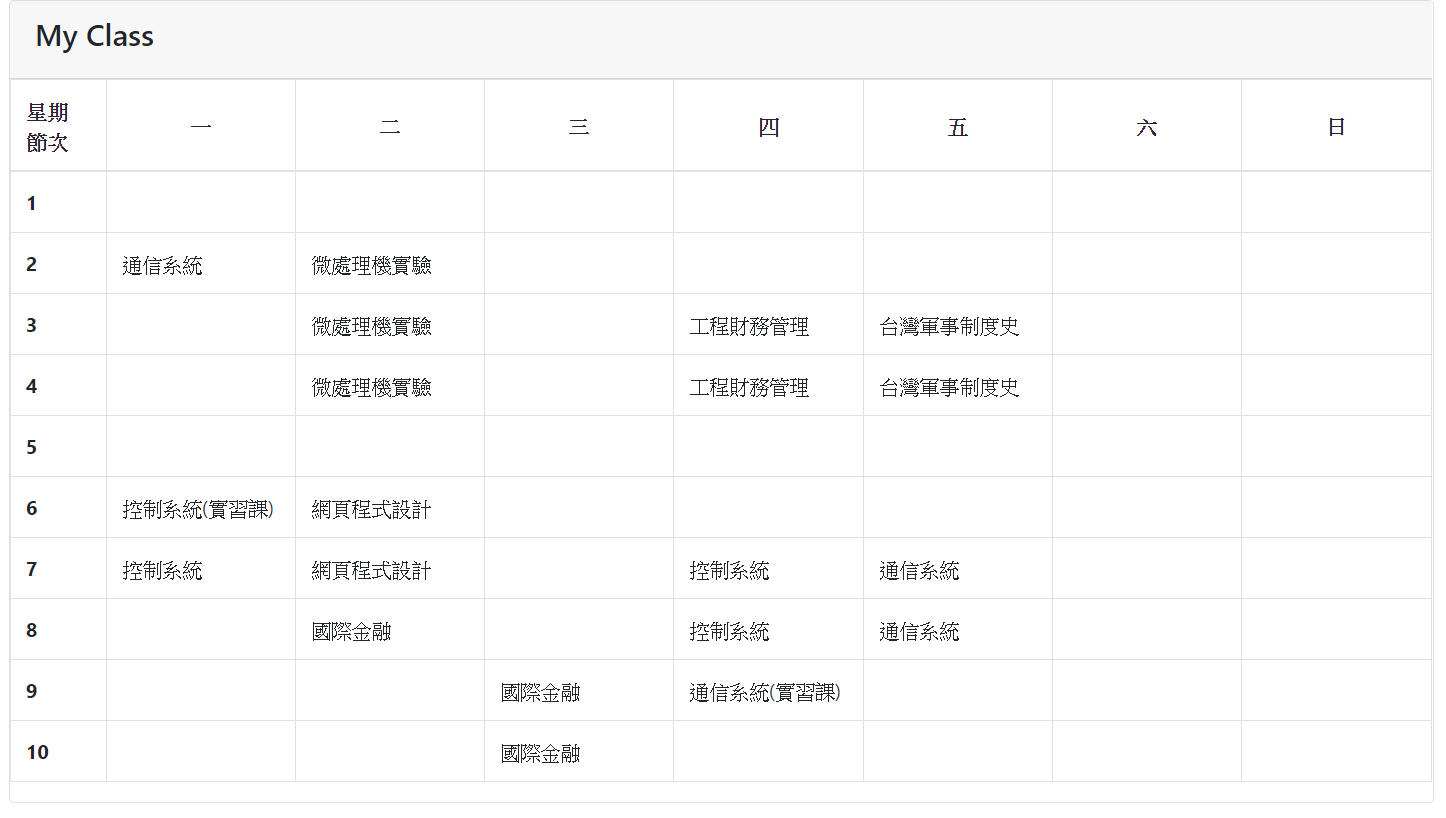 My Class
星期
節次
一 二 三 四 五 六 日
1
2 通信系統 微處理機實驗
3 微處理機實驗 工程財務管理 台灣軍事制度史
4 微處理機實驗 工程財務管理 台灣軍事制度史
5
6 控制系統(實習課) 網頁程式設計
7 控制系統 網頁程式設計 控制系統 通信系統
8 國際金融 控制系統 通信系統
9 國際金融 通信系統(實習課)
10 國際金融